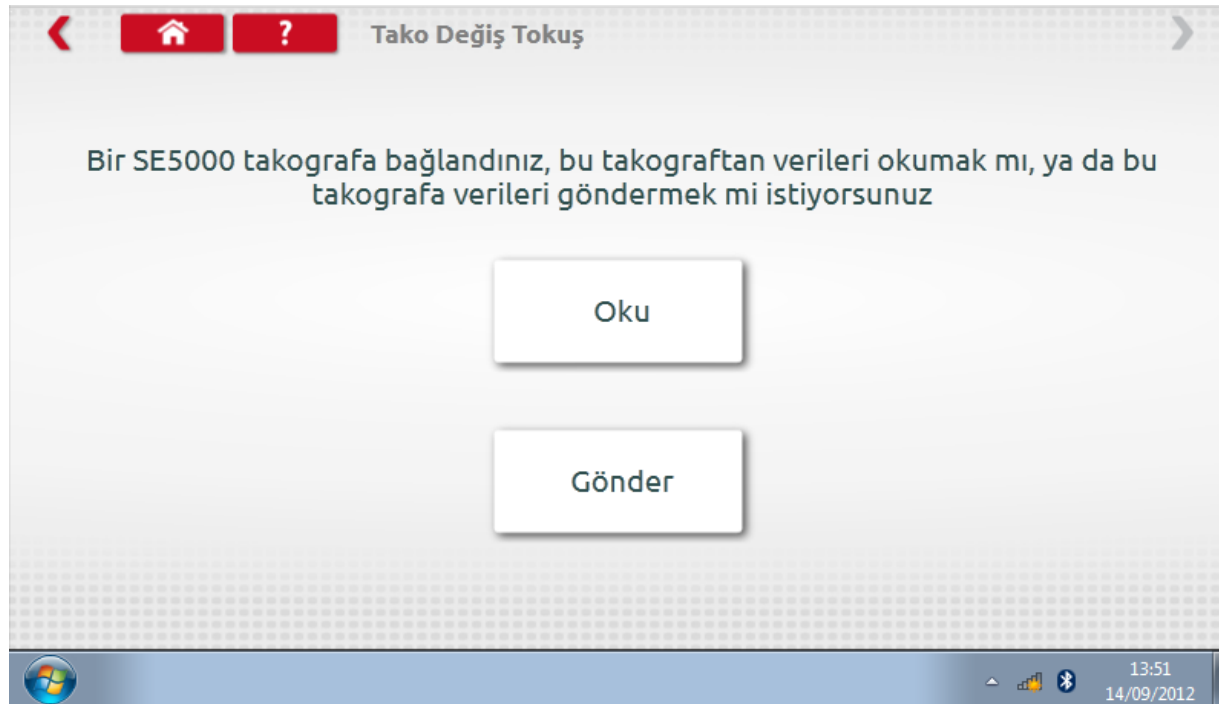 ? Tako Değiş Tokuş
Bir SE5000 takografa bağlandınız, bu takograftan verileri okumak mı, ya da bu
takografa verileri göndermek mi istiyorsunuz
Oku
Gönder
13:51
14/09/2012